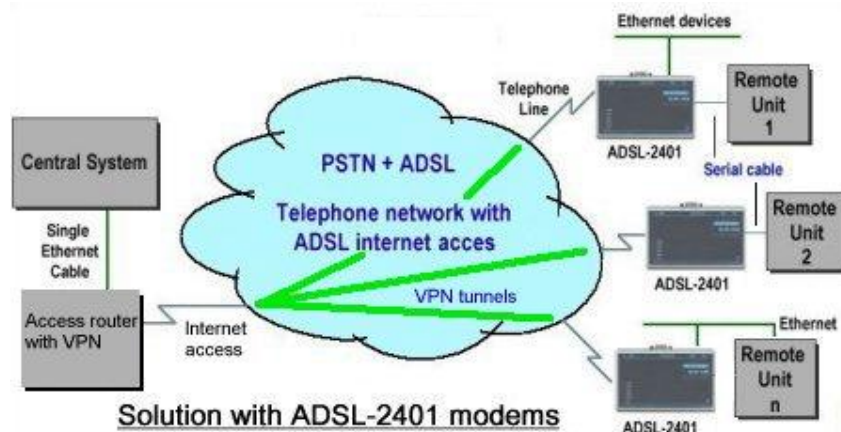 Ethernet devices
Telephone
Line
Remote
Unit
1
ADSL-2401
Central System
PSTN + ADSL
Serial cable
Telephone network with
ADSL internet acces
Single
Ethernet
Cable
Remote
Unit
2
ADSL-2401
VPN tunnels
Access router
with VPN
Internet
access
Ethernet
Remote
Unit
n
ADSL-2401
Solution with ADSL-2401 modems